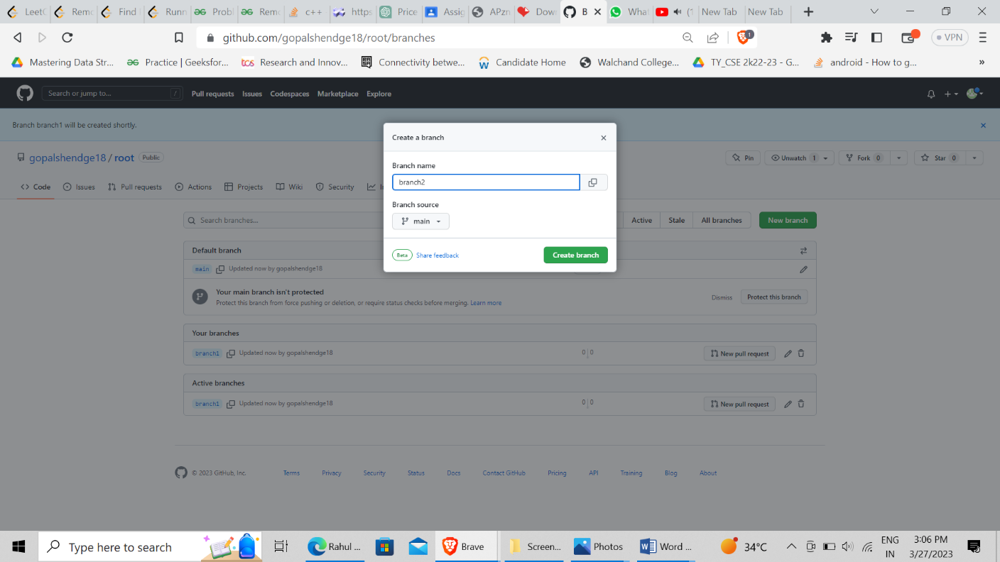 LeetC
Remo
Find
Runn
Probl
Remo
c++
https
Price
Assig
APzn
Dow
B
What
(1
New Tab
New Tab
github.com/gopalshendge18/root/branches
1
VPN
Mastering Data Str...
Practice | Geeksfor...
tcs Research and Innov...
Connectivity betwe...
Candidate Home
Walchand College...
TY_CSE 2k22-23 - G...
android - How to g...
»
Search or jump to...
/
Pull requests
Issues
Codespaces
Marketplace
Explore
Branch branch1 will be created shortly.
gopalshendge18 / root
Public
Pin
Unwatch 1
Fork 0
Star 0
Code
Issues
Pull requests
Actions
Projects
Wiki
Security
Create a branch
Branch name
branch2
Branch source
main
Beta
Share feedback
Create branch
Search branches...
Active
Stale
All branches
New branch
Default branch
main
Updated now by gopalshendge18
Your main branch isn't protected
Protect this branch from force pushing or deletion, or require status checks before merging. Learn more
Dismiss
Protect this branch
Your branches
branch1
Updated now by gopalshendge18
0 | 0
New pull request
Active branches
branch1
Updated now by gopalshendge18
0 | 0
New pull request
© 2023 GitHub, Inc.
Terms
Privacy
Security
Status
Docs
Contact GitHub
Pricing
API
Training
Blog
About
Type here to search
Rahul ...
Brave
Screen...
Photos
Word ...
34°C
ENG
IN
3:06 PM
3/27/2023